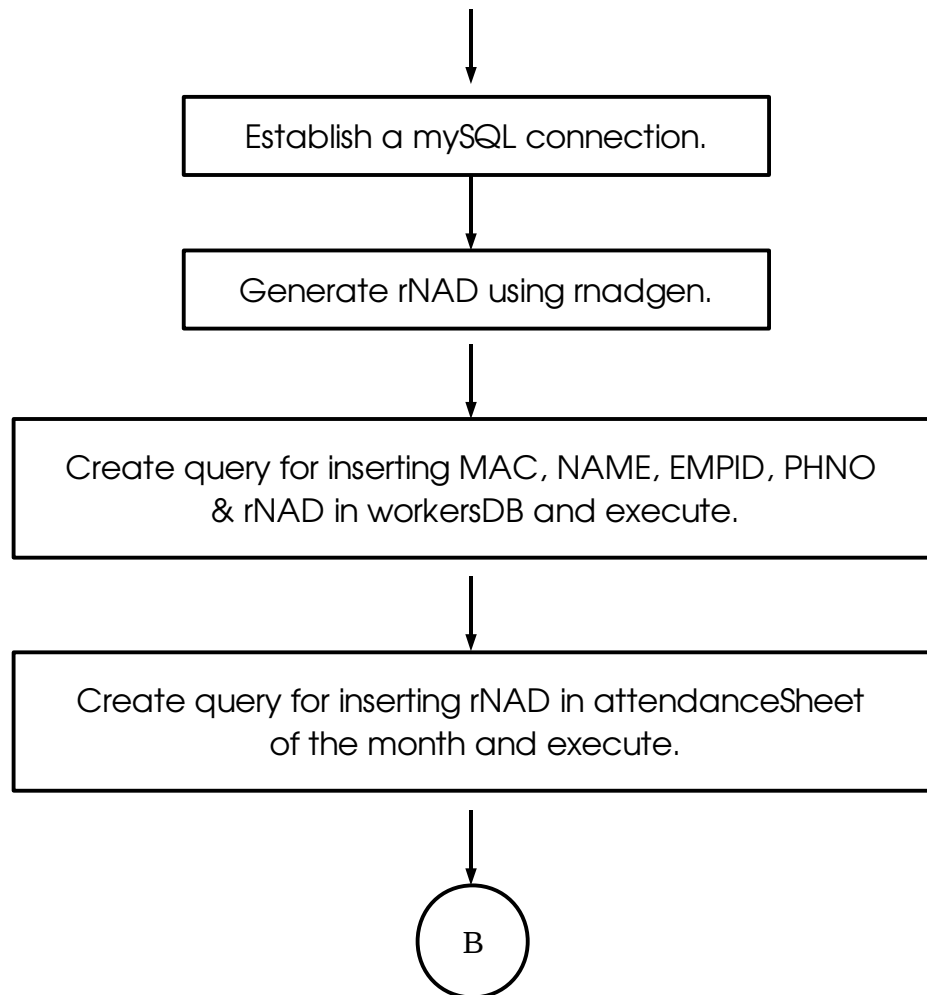 Establish a mySQL connection.
Generate rNAD using rnadgen.
Create query for inserting MAC, NAME, EMPID, PHNO
& rNAD in workersDB and execute.
Create query for inserting rNAD in attendanceSheet
of the month and execute.
B